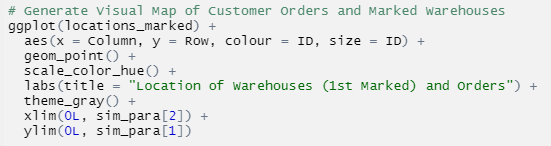 # Generate Visual Map of Customer Orders and Marked Warehouses
ggplot(locations_marked) +
  aes(x = Column, y = Row, colour = ID, size = ID) +
  geom_point() +
  scale_color_hue() +
  labs(title = "Location of Warehouses (1st Marked) and Orders") +
  theme_gray() +
  xlim(0L, sim_para[2]) +
  ylim(0L, sim_para[1])